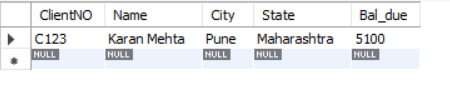 ClientNO Name City State Bal_due
C123 Karan Mehta Pune Maharashtra 5100
NULL NULL NULL NULL NULL